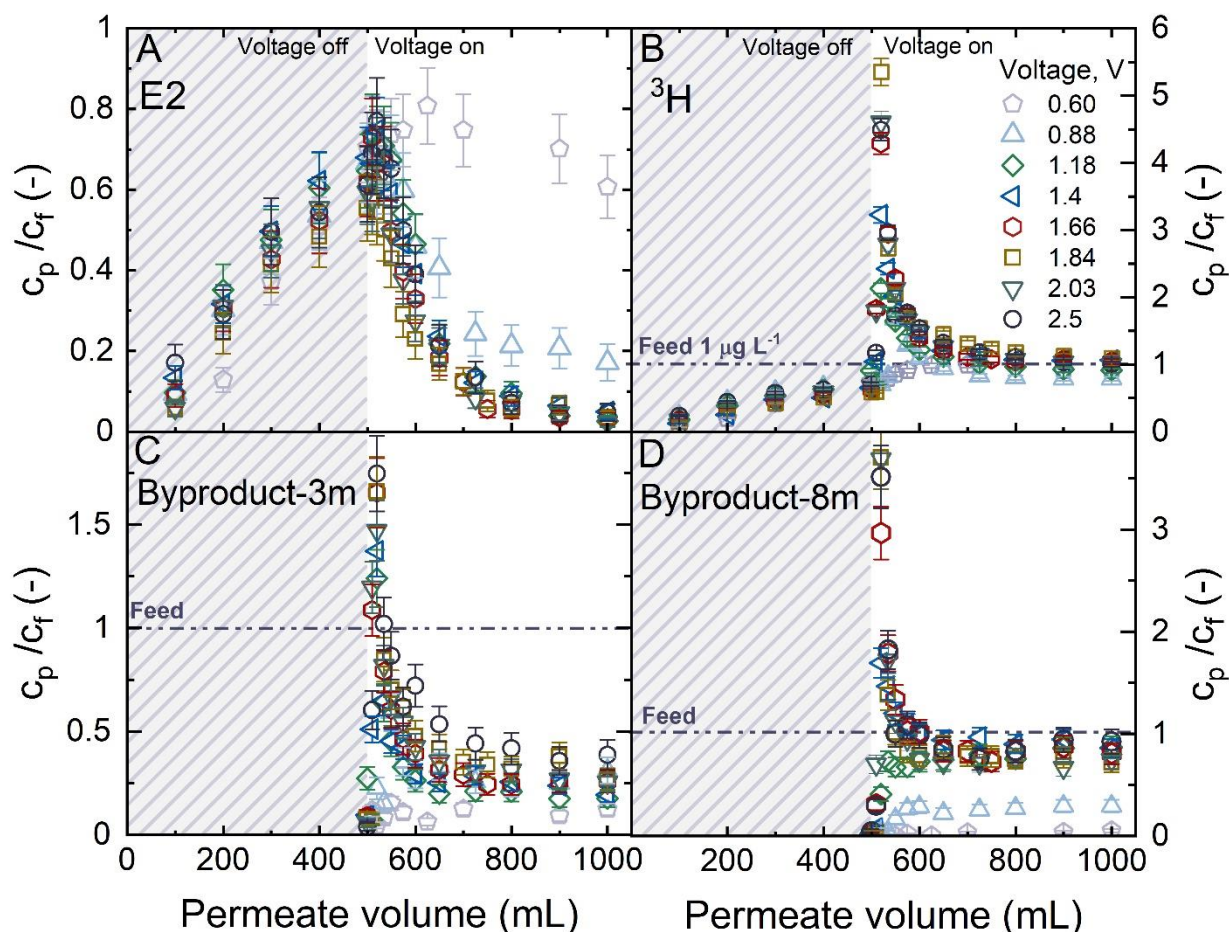 A
E2
Voltage off
Voltage on
1
0.8
0.6
0.4
0.2
0
c_p /c_f (-)
B
³H
Voltage off
Voltage on
Voltage, V
0.60
0.88
1.18
1.4
1.66
1.84
2.03
2.5
Feed 1 µg L⁻¹
6
5
4
3
2
1
0
c_p /c_f (-)
C
Byproduct-3m
Feed
1.5
1
0.5
0
c_p /c_f (-)
0 200 400 600 800 1000
Permeate volume (mL)
D
Byproduct-8m
Feed
3
2
1
0
c_p /c_f (-)
0 200 400 600 800 1000
Permeate volume (mL)